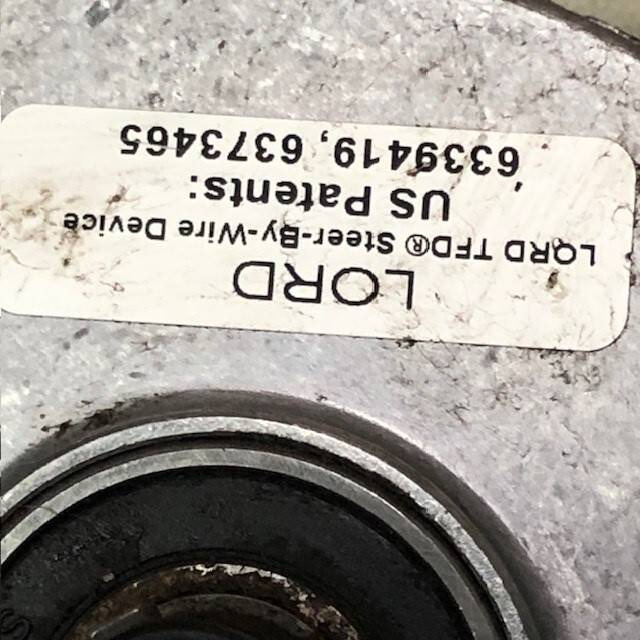 LORD
LORD TFD® Steer-By-Wire Device
US Patents:
6339419, 6373465